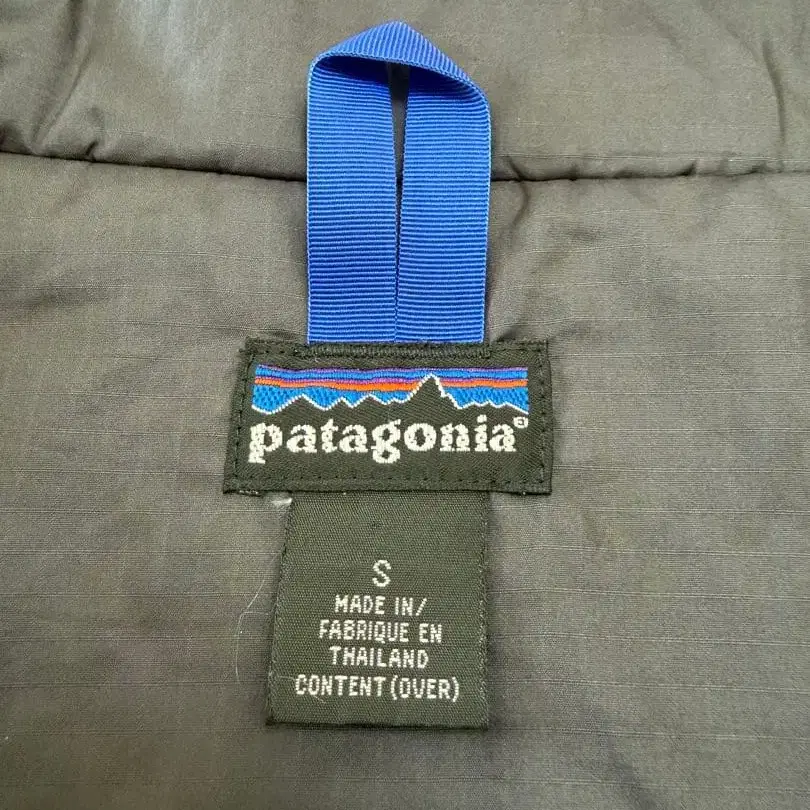 patagonia®
S
MADE IN/
FABRIQUE EN
THAILAND
CONTENT (OVER)